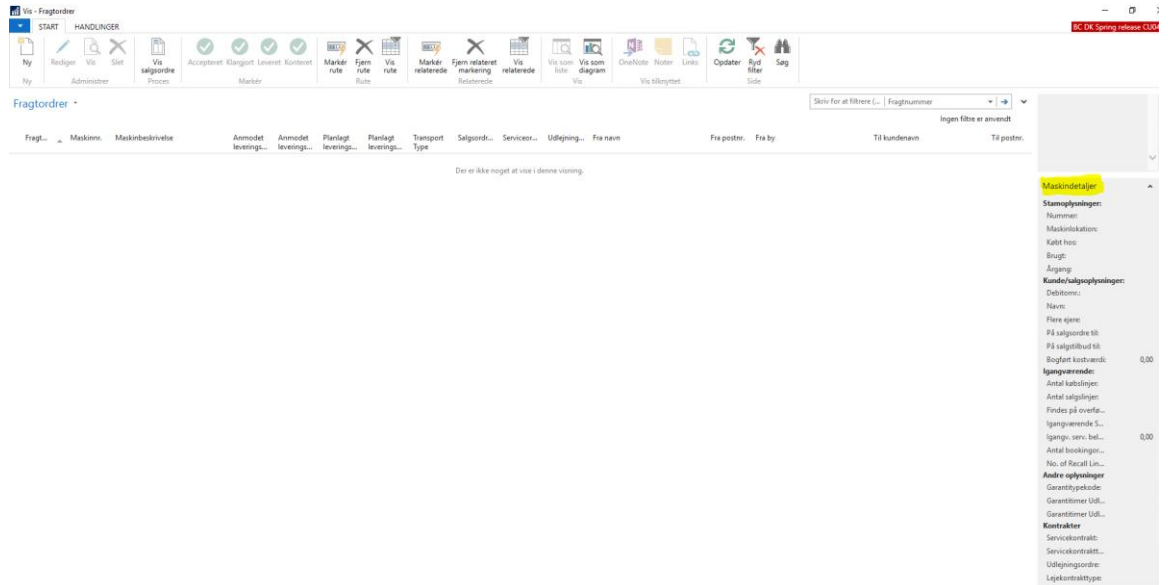 Vis - Fragtordrer
START HANDLINGER
BC DK Spring release CU04
Ny Rediger Vis Slet Vis salgsordre Accepteret Klargjort Leveret Konteret Markér rute Fjern rute Vis rute Markér relaterede Fjern relateret markering Vis relaterede Vis som liste Vis som diagram OneNote Noter Links Opdater Ryd filter Søg
Ny Administrer Proces Markér Rute Relaterede Vis Vis tilknyttet Side
Fragtordrer
Skriv for at filtrere (... Fragtnummer
Ingen filtre er anvendt
Fragt... Maskinnr. Maskinbeskrivelse Anmodet leverings... Anmodet leverings... Planlagt leverings... Planlagt leverings... Transport Type Salgsordr... Serviceor... Udlejning... Fra navn Fra postnr. Fra by Til kundenavn Til postnr.
Der er ikke noget at vise i denne visning.
Maskindetaljer
Stamoplysninger:
Nummer:
Maskinlokation:
Købt hos:
Brugt:
Årgang:
Kunde/salgsoplysninger:
Debitornr.:
Navn:
Flere ejere:
På salgsordre til:
På salgstilbud til:
Bogført kostværdi: 0,00
Igangværende:
Antal købslinjer:
Antal salgslinjer:
Findes på overfø...
Igangværende S...
Igangv. serv. bel... 0,00
Antal bookingor...
No. of Recall Lin...
Andre oplysninger
Garantitypekode:
Garantitimer Udl...
Garantitimer Udl...
Kontrakter
Servicekontrakt:
Servicekontraktt...
Udlejningsordre:
Lejekontrakttype: